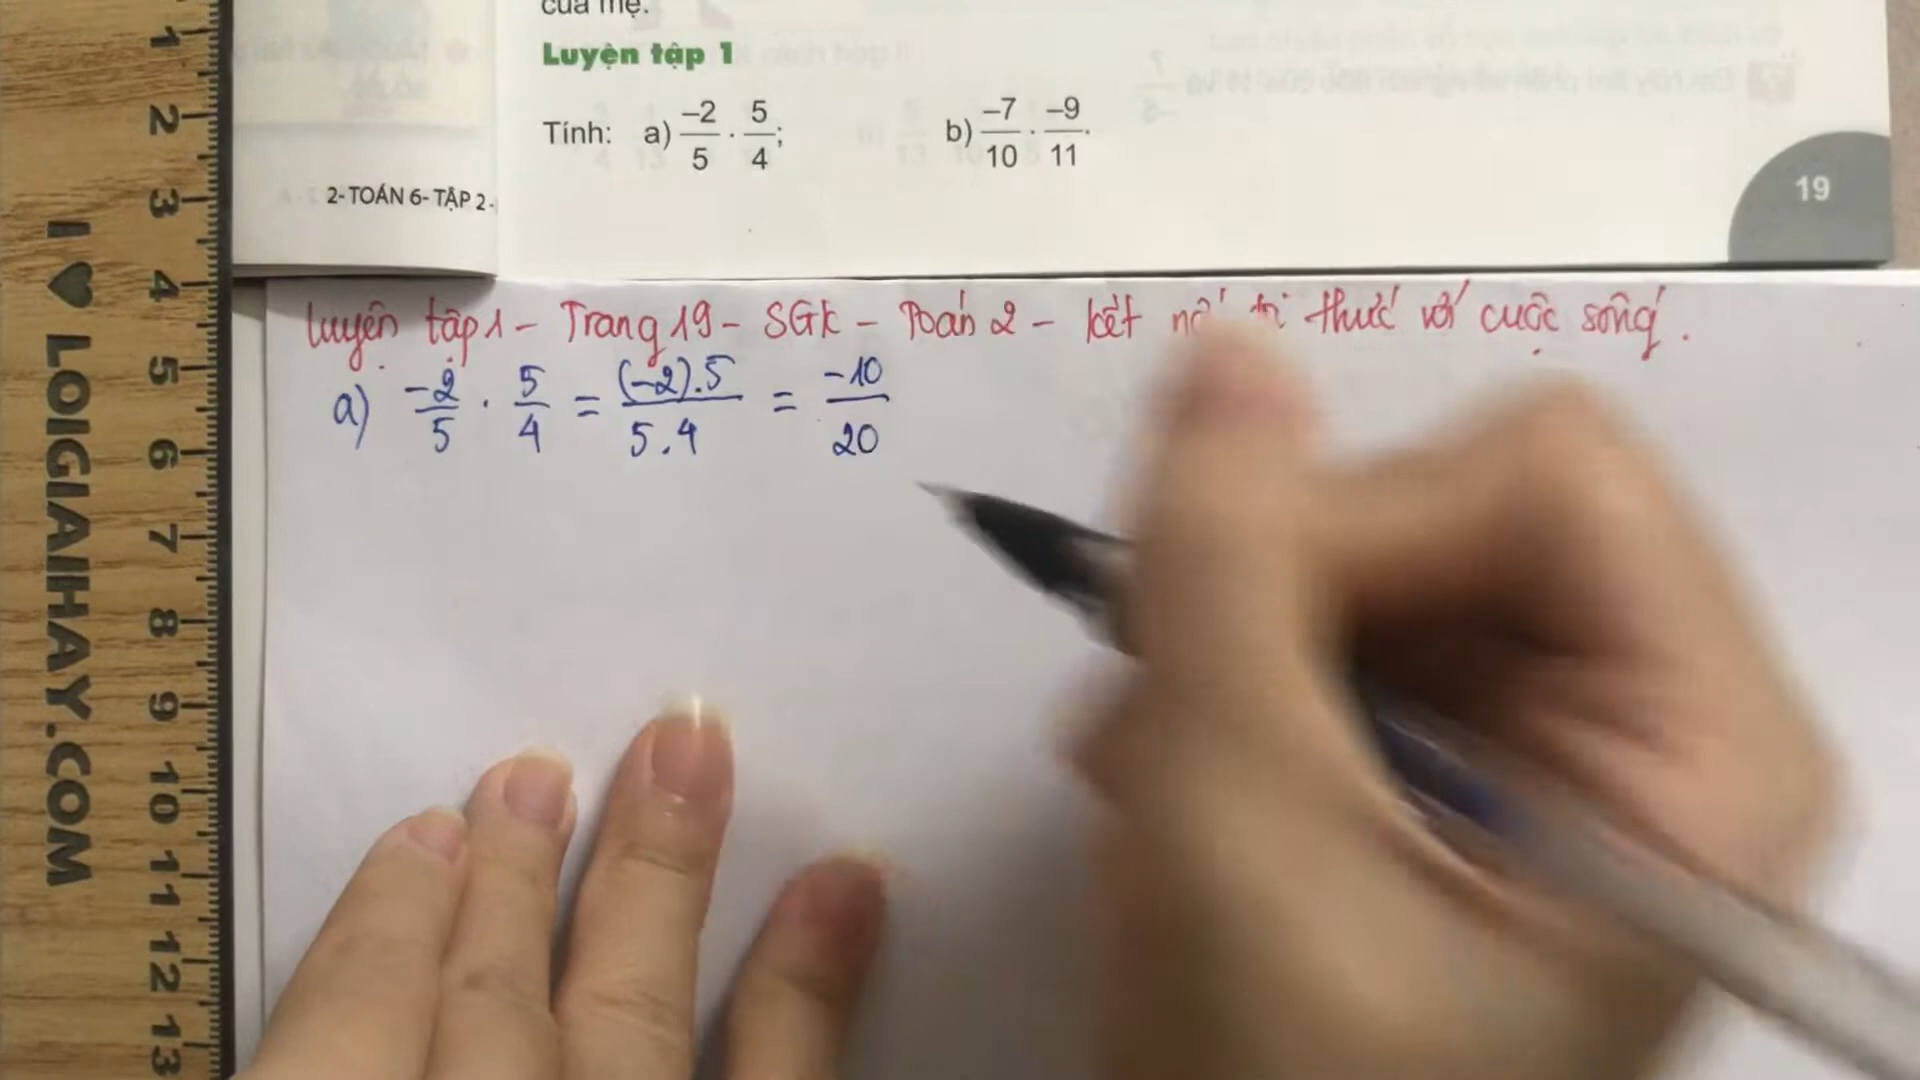 của mẹ.
Luyện tập 1
Tính: a) -2/5 · 5/4; b) -7/10 · -9/11.
2- TOÁN 6- TẬP 2 -
19
Luyện tập 1 – Trang 19 – SGK – Toán 2 – kết nối tri thức với cuộc sống.
a) -2/5 · 5/4 = (-2).5/5.4 = -10/20
I ♥ LOIGIAIHAY.COM
1
2
3
4
5
6
7
8
9
10
11
12
13